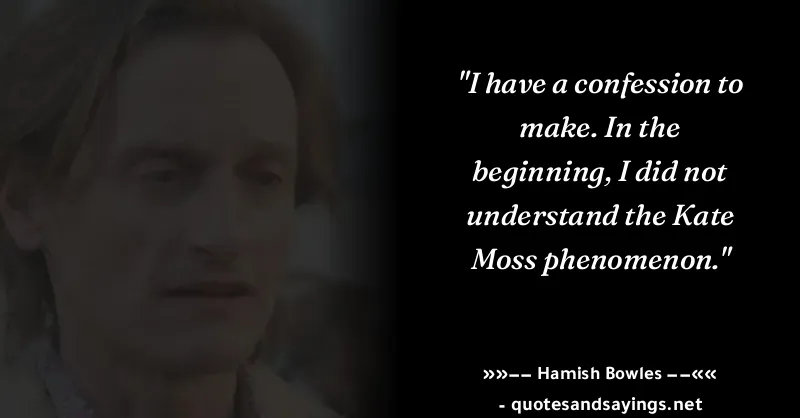 "I have a confession to
make. In the
beginning, I did not
understand the Kate
Moss phenomenon."
»»−− Hamish Bowles −−««
- quotesandsayings.net